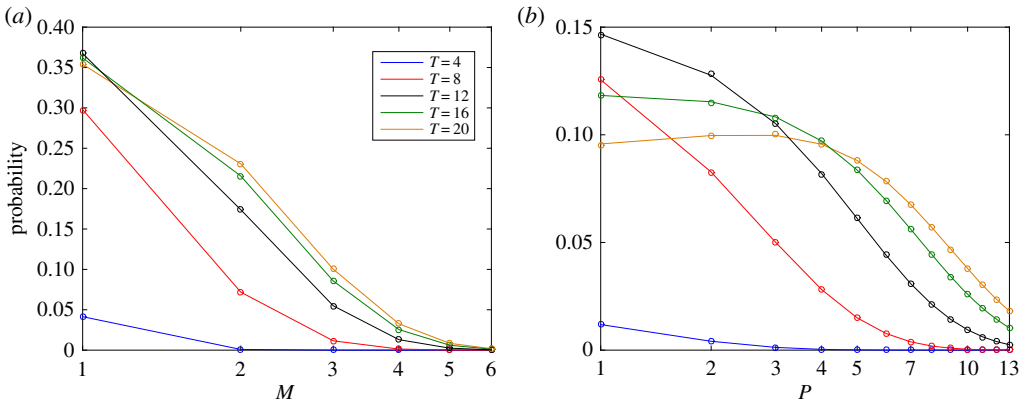 (a)
0.40
0.35
0.30
0.25
0.20
0.15
0.10
0.05
0
probability
1 2 3 4 5 6
M
T = 4
T = 8
T = 12
T = 16
T = 20
(b)
0.15
0.10
0.05
0
1 2 3 4 5 7 10 13
P